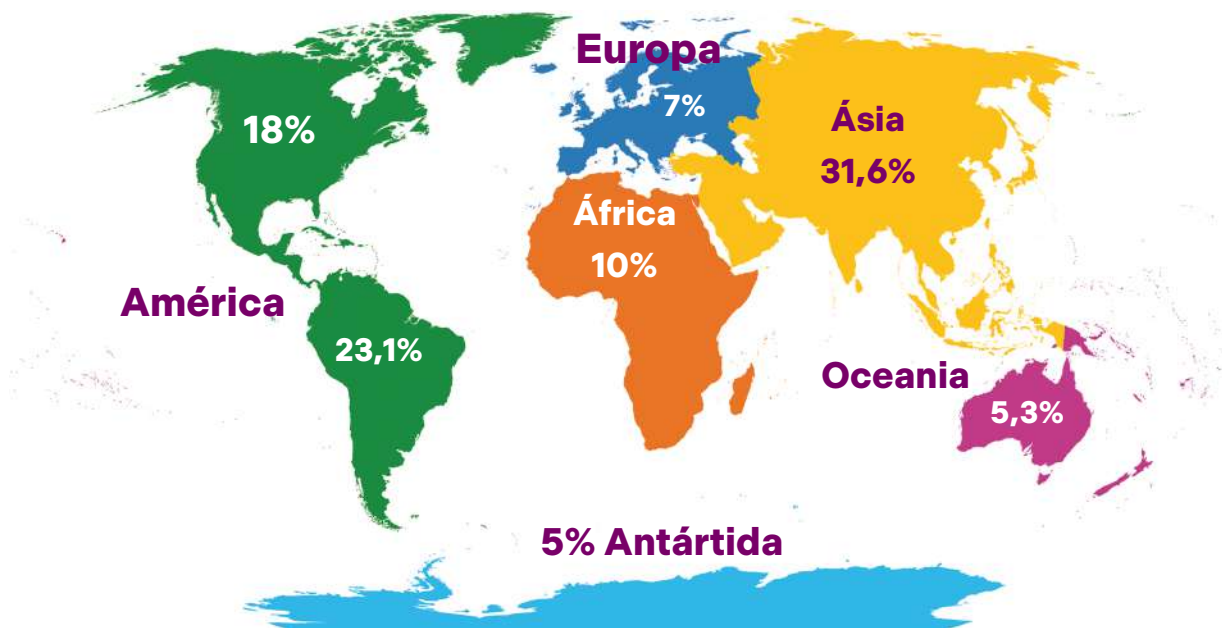 Europa
7%
18%
Ásia
31,6%
África
10%
América
23,1%
Oceania
5,3%
5% Antártida